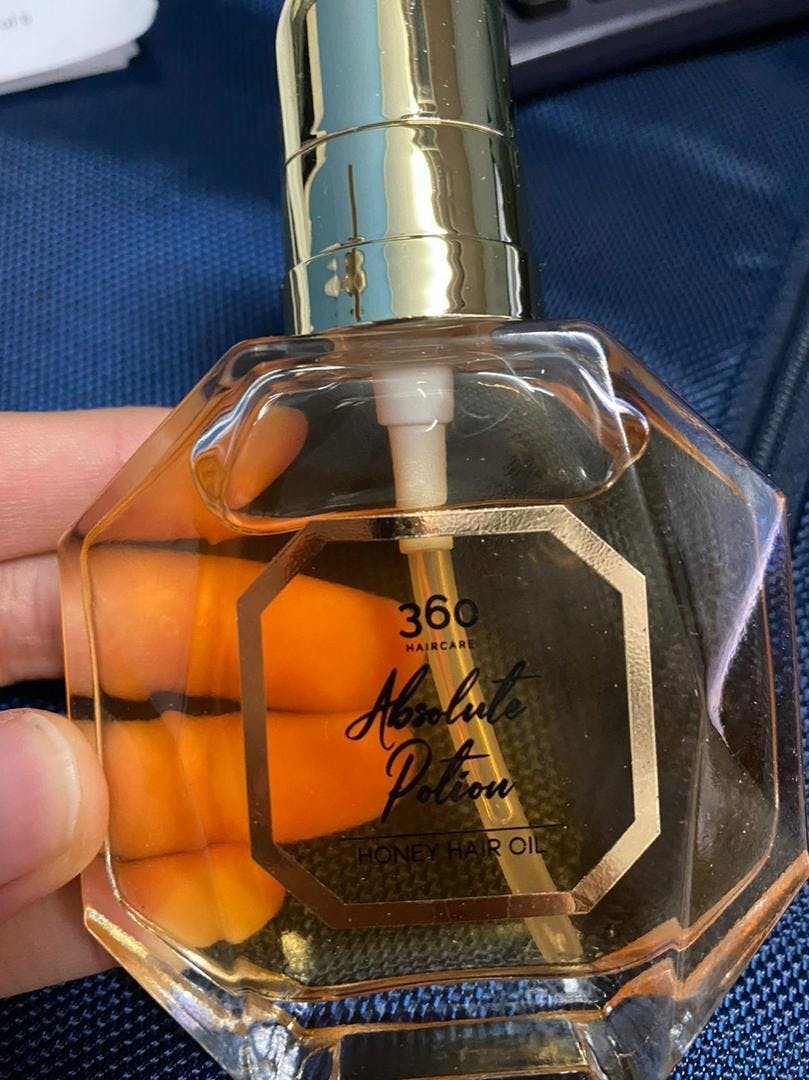 360
HAIRCARE
Absolute
Potion
HONEY HAIR OIL